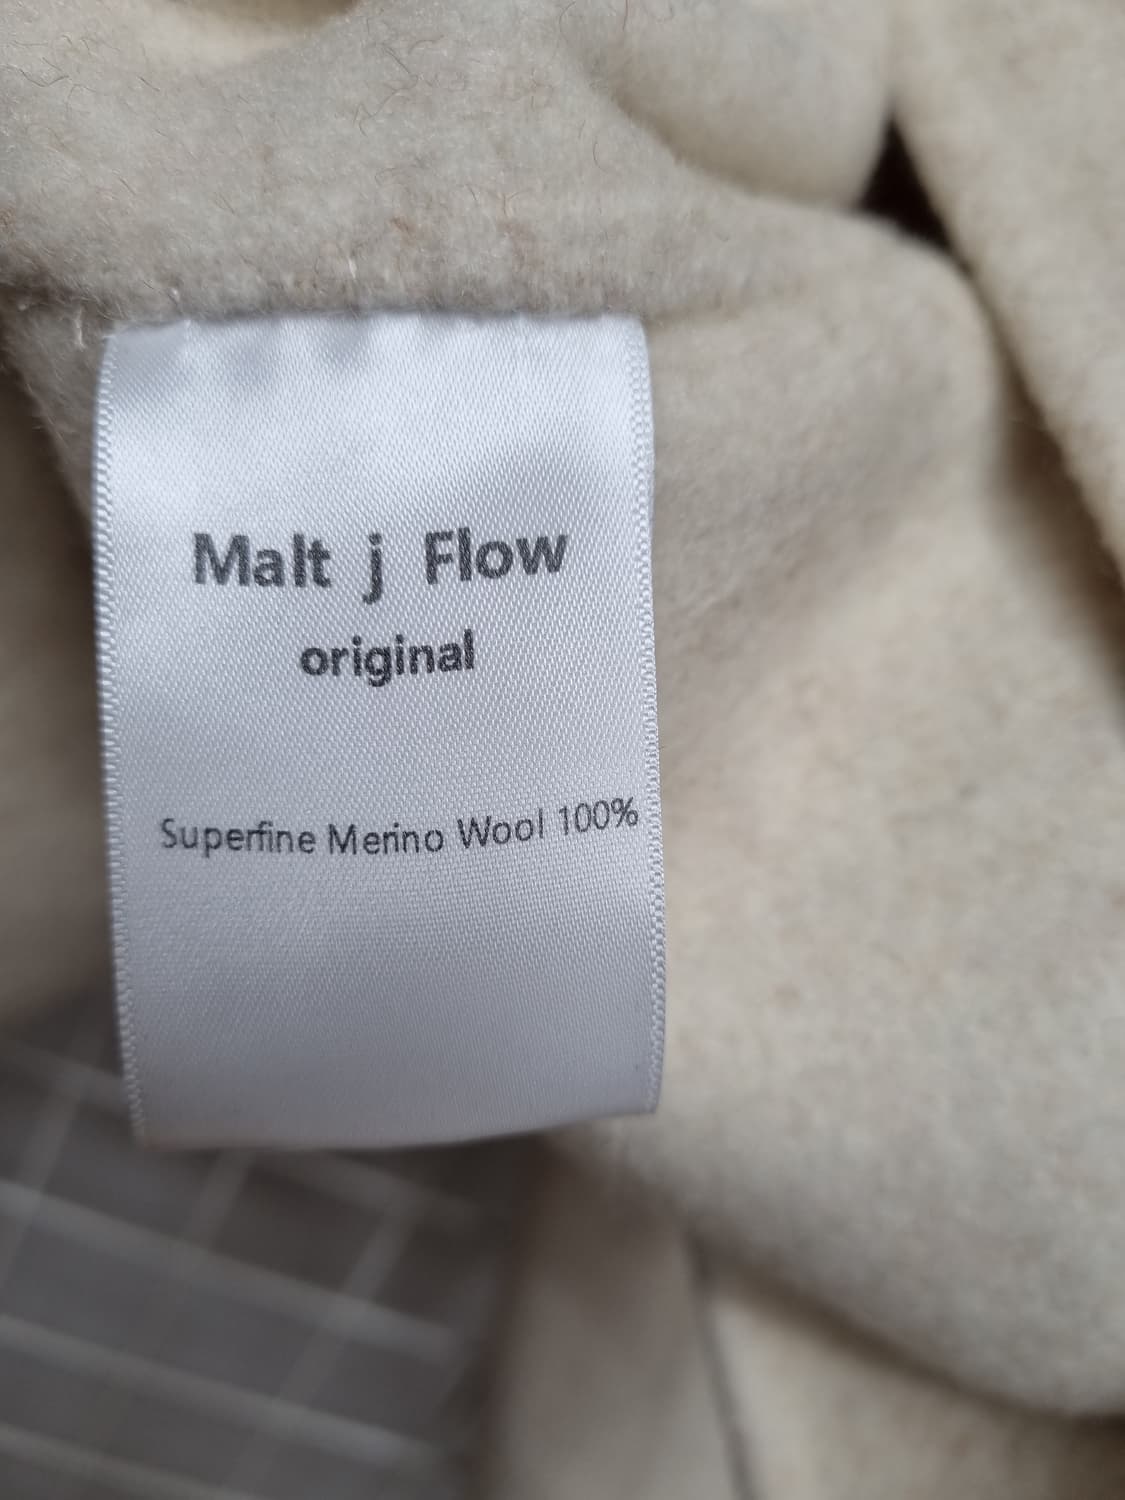 Malt j Flow
original
Superfine Merino Wool 100%